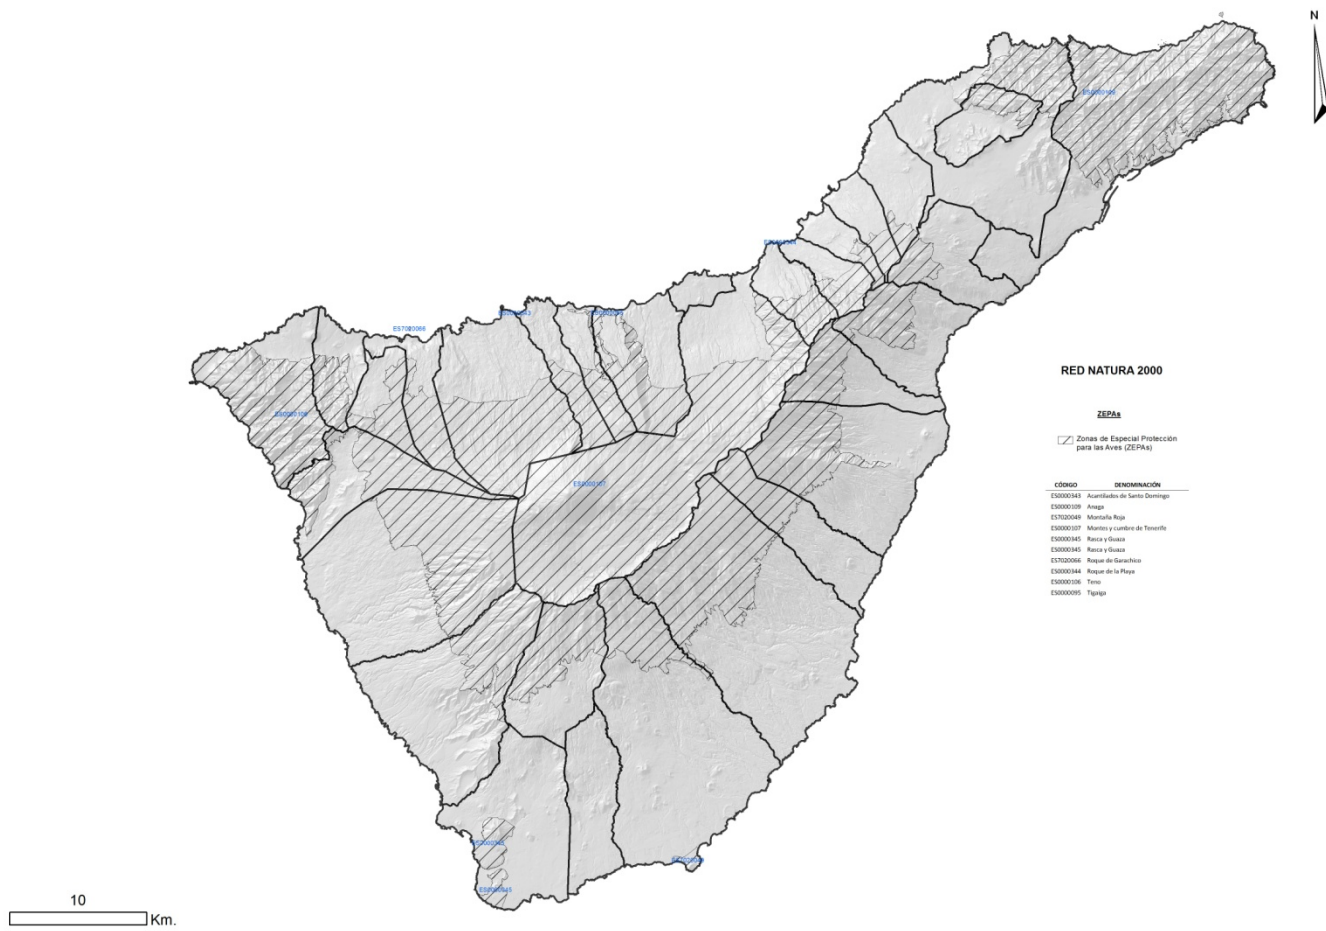 N
ES0000109
ES7020066
RED NATURA 2000
ZEPAs
Zonas de Especial Protección
para las Aves (ZEPAs)
ES0000107
CÓDIGO DENOMINACIÓN
ES0000343 Acantilados de Santo Domingo
ES0000109 Anaga
ES7020049 Montaña Roja
ES0000107 Montes y cumbre de Tenerife
ES0000345 Rasca y Guaza
ES0000345 Rasca y Guaza
ES7020066 Roque de Garachico
ES0000344 Roque de la Playa
ES0000106 Teno
ES0000095 Tigaiga
ES0000345
10
Km.